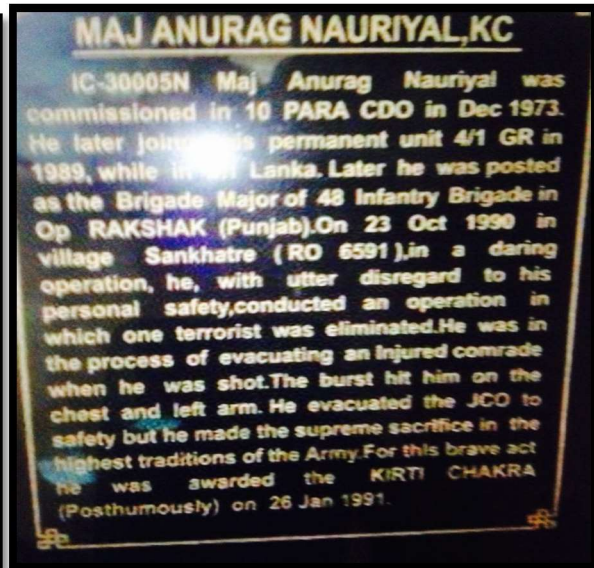 MAJ ANURAG NAURIYAL,KC
IC-30005N Maj Anurag Nauriyal was
commissioned in 10 PARA CDO in Dec 1973.
He later permanent unit 4/1 GR in
1989, while in Lanka. Later he was posted
as the Brigade Major of 48 Infantry Brigade in
Op RAKSHAK (Punjab).On 23 Oct 1990 in
village Sankhatre (RO 6591),in a daring
operation, he, with utter disregard to his
personal safety,conducted an operation in
which one terrorist was eliminated.He was in
the process of evacuating an Injured comrade
when he was shot.The burst hit him on the
chest and left arm. He evacuated the JCO to
safety but he made the supreme sacrifice in the
highest traditions of the Army.For this brave act
he was awarded the KIRTI CHAKRA
(Posthumously) on 26 Jan 1991.